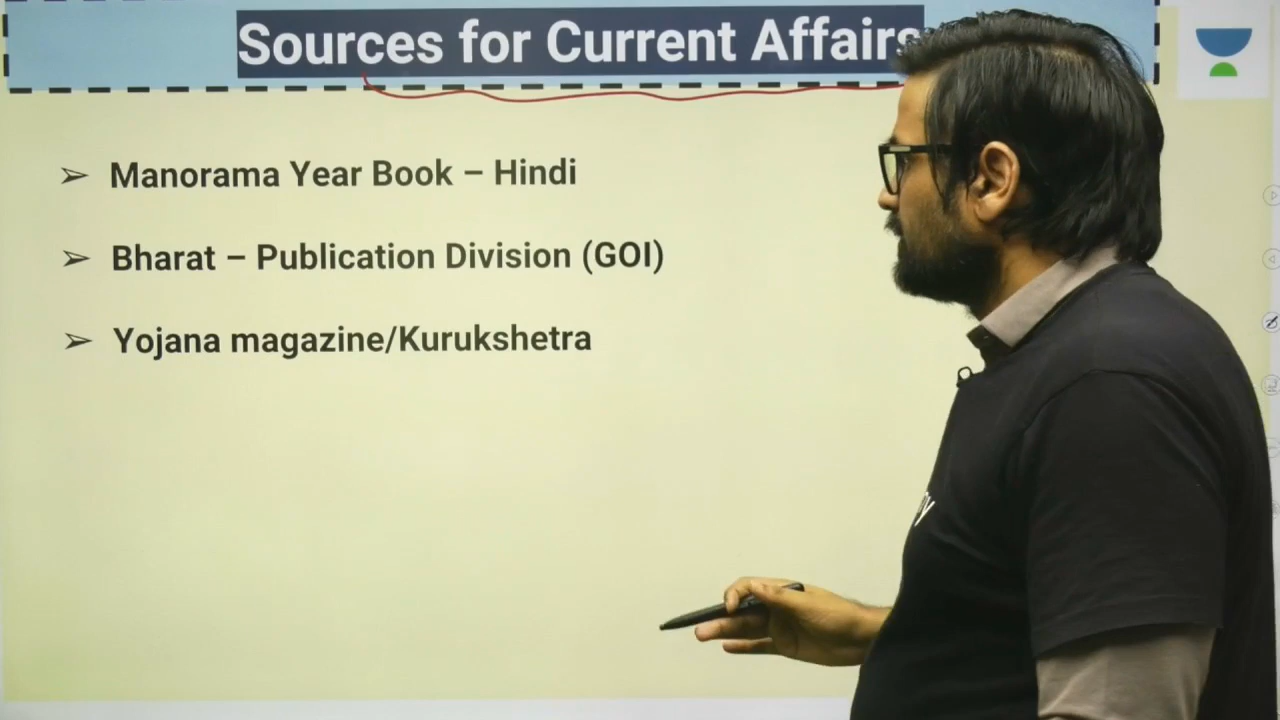 Sources for Current Affairs
➢ Manorama Year Book – Hindi
➢ Bharat – Publication Division (GOI)
➢ Yojana magazine/Kurukshetra